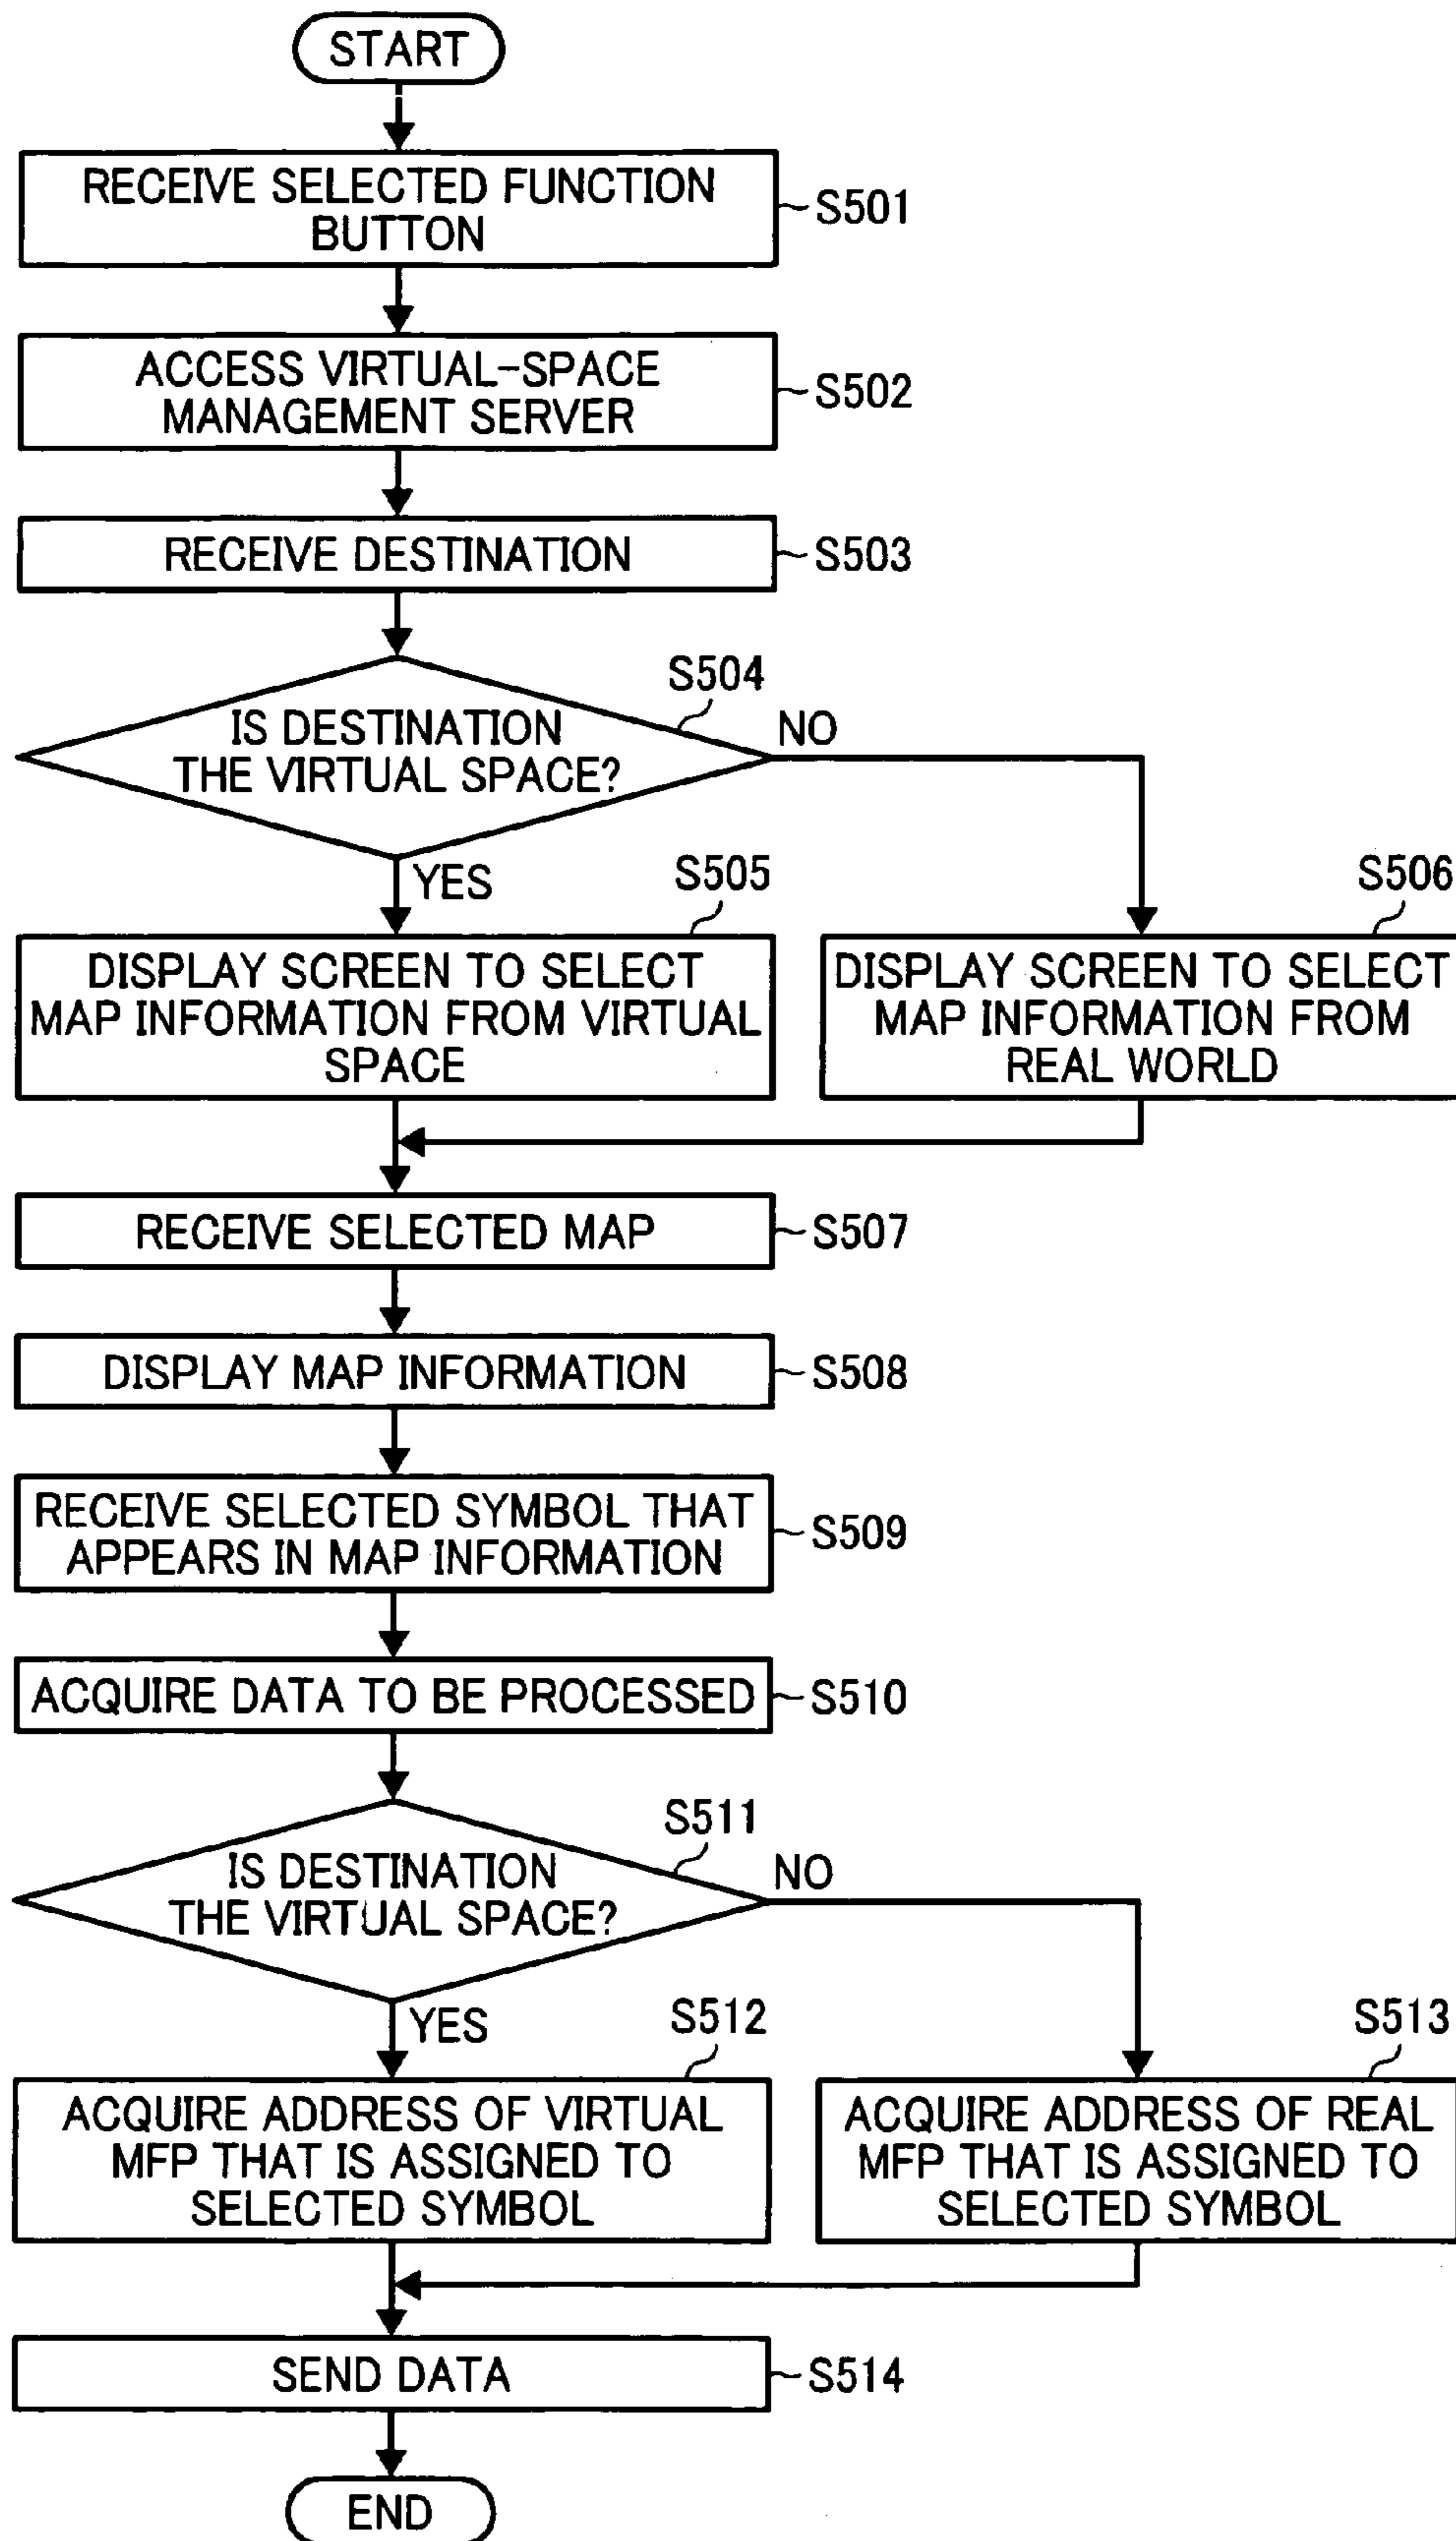 START
RECEIVE SELECTED FUNCTION
BUTTON
S501
ACCESS VIRTUAL-SPACE
MANAGEMENT SERVER
S502
RECEIVE DESTINATION
S503
S504
IS DESTINATION
THE VIRTUAL SPACE?
NO
YES
S505
DISPLAY SCREEN TO SELECT
MAP INFORMATION FROM VIRTUAL
SPACE
S506
DISPLAY SCREEN TO SELECT
MAP INFORMATION FROM
REAL WORLD
RECEIVE SELECTED MAP
S507
DISPLAY MAP INFORMATION
S508
RECEIVE SELECTED SYMBOL THAT
APPEARS IN MAP INFORMATION
S509
ACQUIRE DATA TO BE PROCESSED
S510
S511
IS DESTINATION
THE VIRTUAL SPACE?
NO
YES
S512
ACQUIRE ADDRESS OF VIRTUAL
MFP THAT IS ASSIGNED TO
SELECTED SYMBOL
S513
ACQUIRE ADDRESS OF REAL
MFP THAT IS ASSIGNED TO
SELECTED SYMBOL
SEND DATA
S514
END